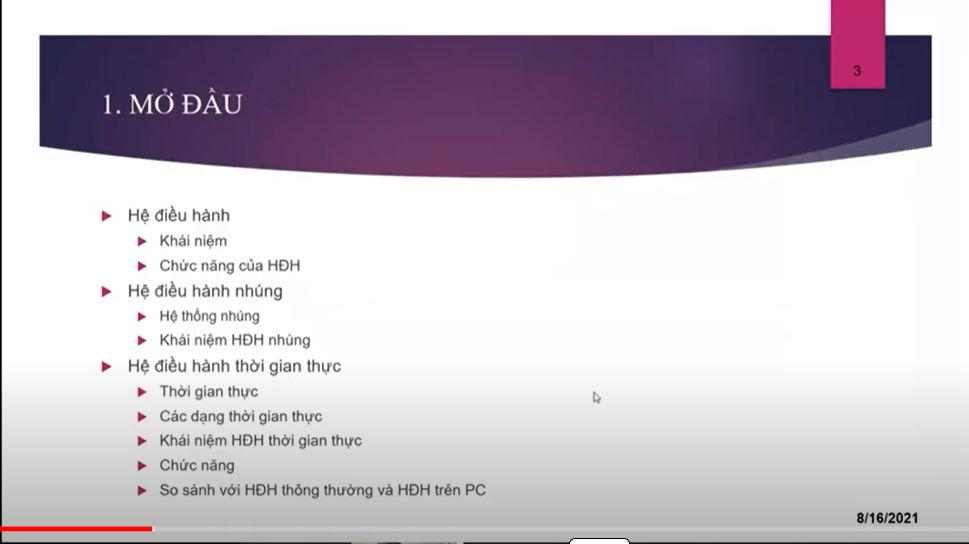 3
1. MỞ ĐẦU
Hệ điều hành
Khái niệm
Chức năng của HĐH
Hệ điều hành nhúng
Hệ thống nhúng
Khái niệm HĐH nhúng
Hệ điều hành thời gian thực
Thời gian thực
Các dạng thời gian thực
Khái niệm HĐH thời gian thực
Chức năng
So sánh với HĐH thông thường và HĐH trên PC
8/16/2021